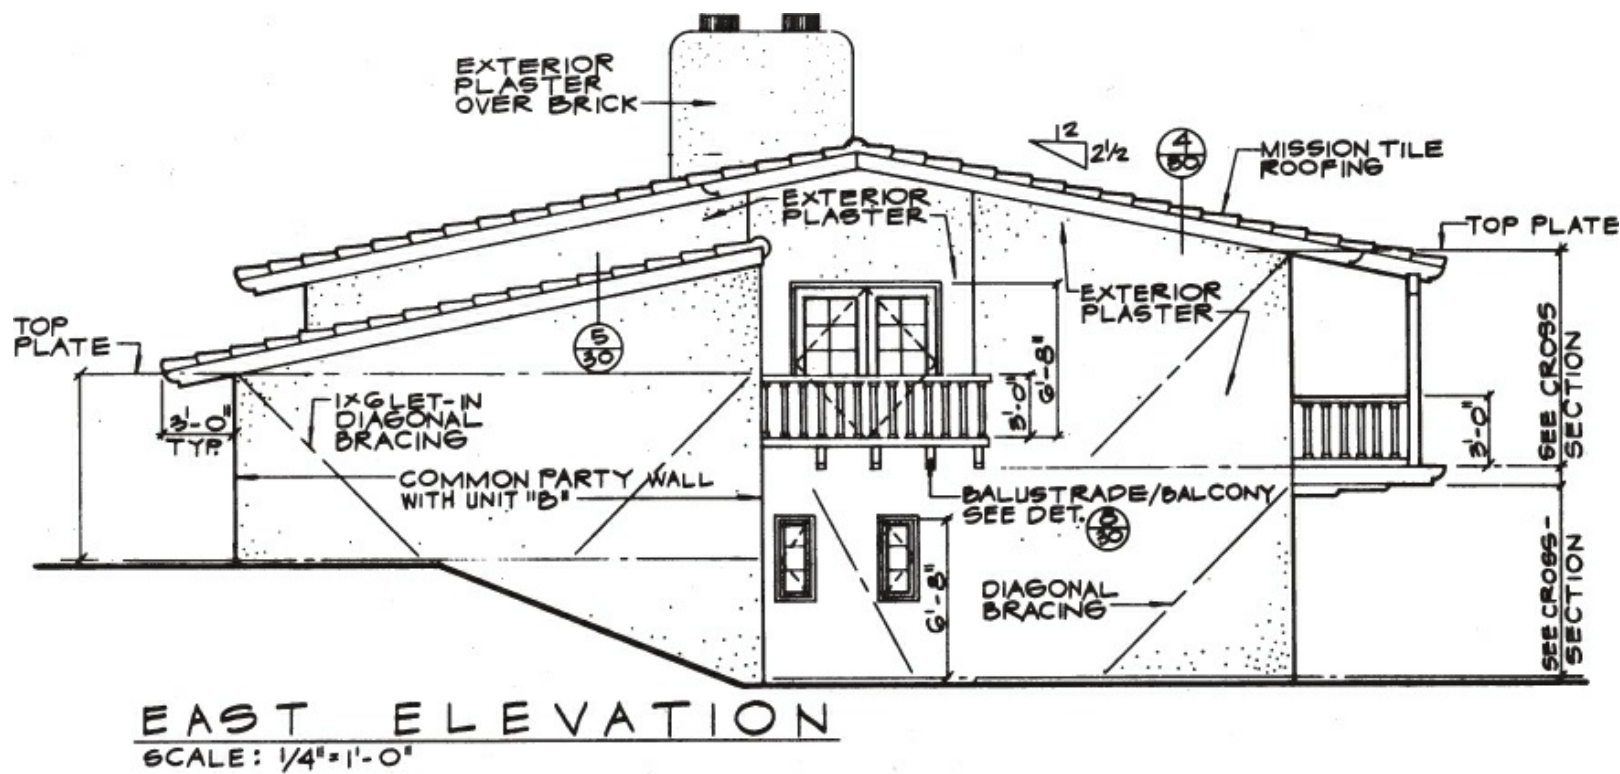 EXTERIOR
PLASTER
OVER BRICK
2
2 1/2
4
30
MISSION TILE
ROOFING
EXTERIOR
PLASTER
TOP PLATE
EXTERIOR
PLASTER
TOP
PLATE
5
30
3'-0"
TYP.
1X6 LET-IN
DIAGONAL
BRACING
3'-0"
6'-8"
3'-0"
SEE CROSS
SECTION
COMMON PARTY WALL
WITH UNIT "B"
BALUSTRADE/BALCONY
SEE DET.
30
6'-8"
DIAGONAL
BRACING
SEE CROSS-
SECTION
EAST ELEVATION
SCALE: 1/4"=1'-0"